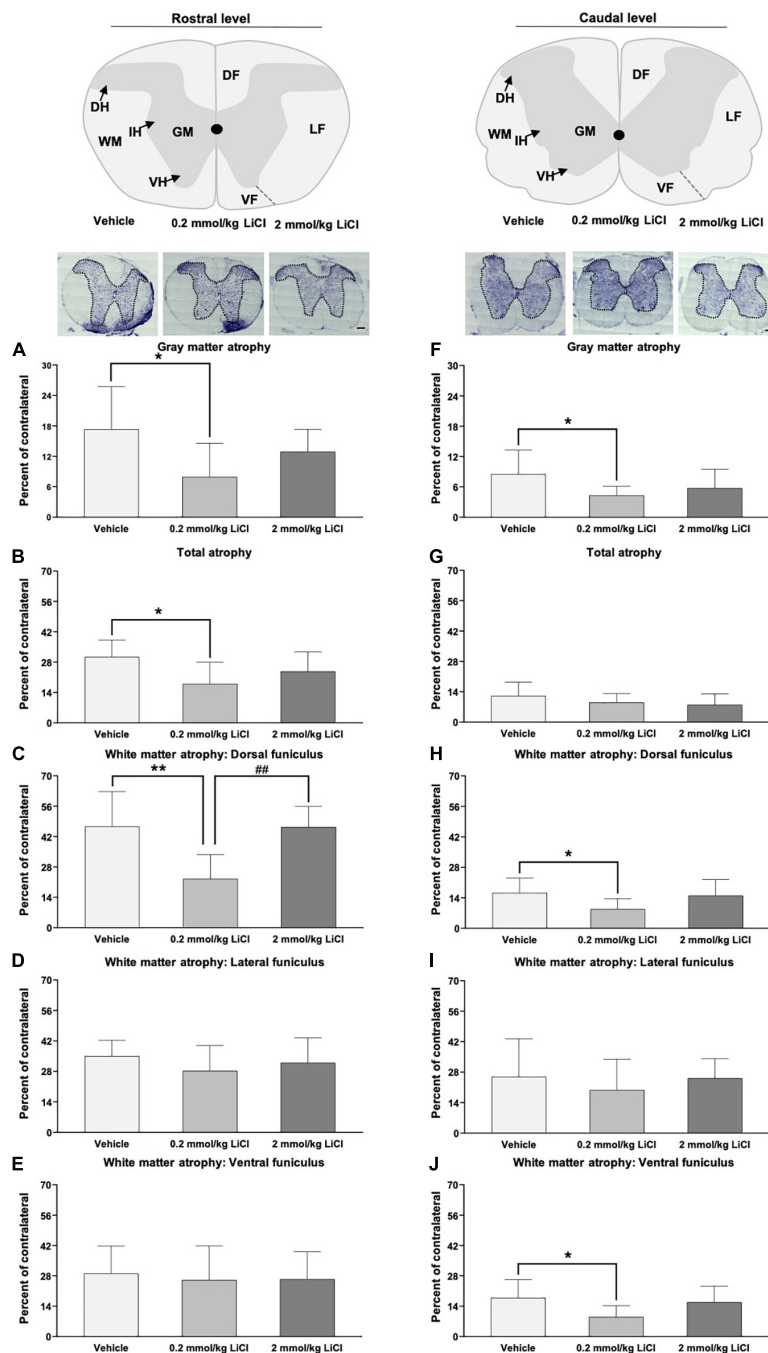 Rostral level
DF
DH
LF
WM
IH
GM
VH
VF
Vehicle 0.2 mmol/kg LiCl 2 mmol/kg LiCl
Caudal level
DF
DH
LF
WM
IH
GM
VH
VF
Vehicle 0.2 mmol/kg LiCl 2 mmol/kg LiCl
A
Gray matter atrophy
Percent of contralateral
30
24
18
12
6
0
*
Vehicle 0.2 mmol/kg LiCl 2 mmol/kg LiCl
B
Total atrophy
Percent of contralateral
70
56
42
28
14
0
*
Vehicle 0.2 mmol/kg LiCl 2 mmol/kg LiCl
C
White matter atrophy: Dorsal funiculus
Percent of contralateral
70
56
42
28
14
0
** ##
Vehicle 0.2 mmol/kg LiCl 2 mmol/kg LiCl
D
White matter atrophy: Lateral funiculus
Percent of contralateral
70
56
42
28
14
0
Vehicle 0.2 mmol/kg LiCl 2 mmol/kg LiCl
E
White matter atrophy: Ventral funiculus
Percent of contralateral
70
56
42
28
14
0
Vehicle 0.2 mmol/kg LiCl 2 mmol/kg LiCl
F
Gray matter atrophy
Percent of contralateral
30
24
18
12
6
0
*
Vehicle 0.2 mmol/kg LiCl 2 mmol/kg LiCl
G
Total atrophy
Percent of contralateral
70
56
42
28
14
0
Vehicle 0.2 mmol/kg LiCl 2 mmol/kg LiCl
H
White matter atrophy: Dorsal funiculus
Percent of contralateral
70
56
42
28
14
0
*
Vehicle 0.2 mmol/kg LiCl 2 mmol/kg LiCl
I
White matter atrophy: Lateral funiculus
Percent of contralateral
70
56
42
28
14
0
Vehicle 0.2 mmol/kg LiCl 2 mmol/kg LiCl
J
White matter atrophy: Ventral funiculus
Percent of contralateral
70
56
42
28
14
0
*
Vehicle 0.2 mmol/kg LiCl 2 mmol/kg LiCl